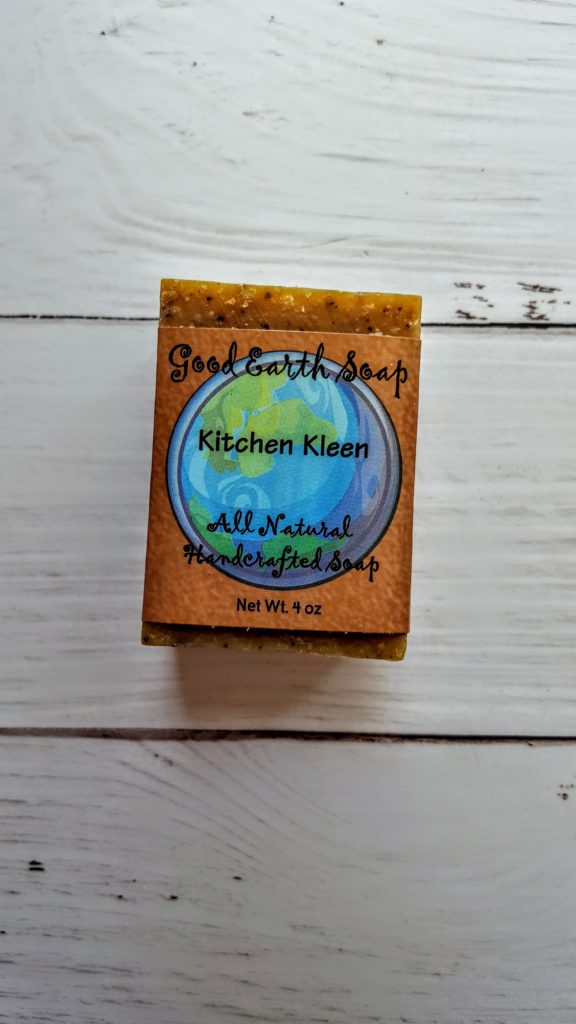 Good Earth Soap
Kitchen Kleen
All Natural
Handcrafted Soap
Net Wt. 4 oz